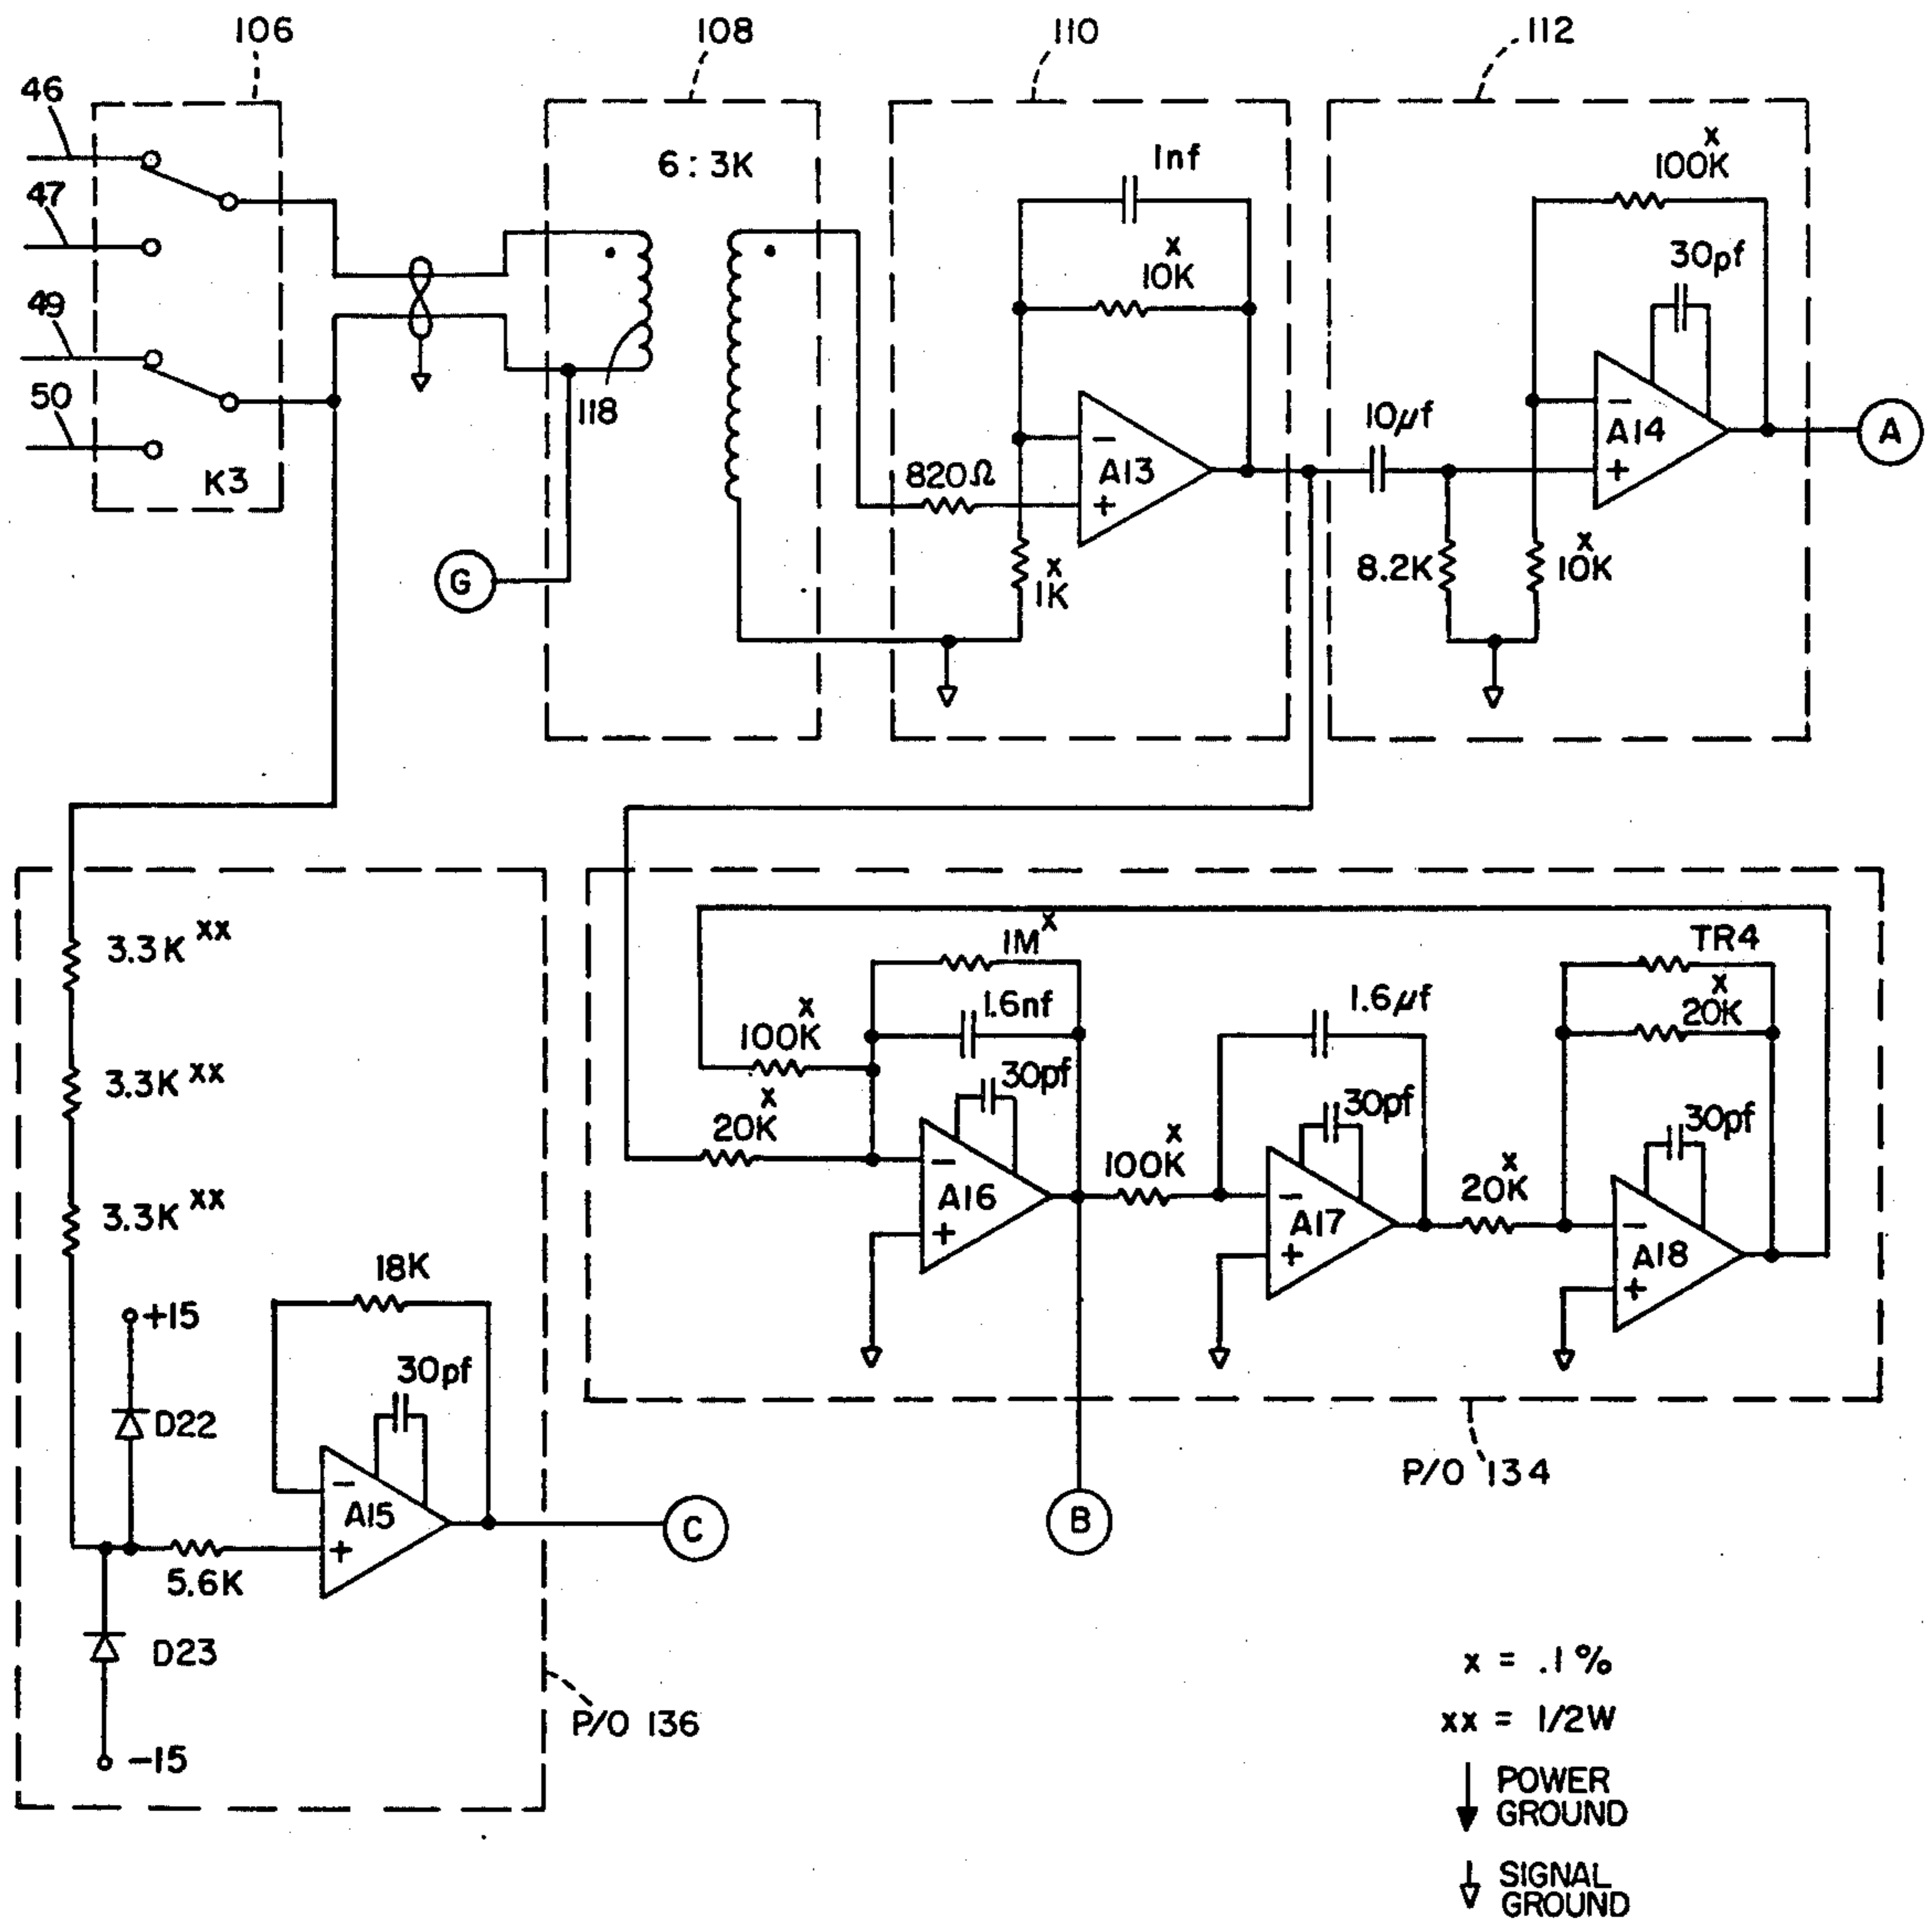 106
108
110
112
46
47
49
50
K3
6 : 3K
118
G
1nf
x
10K
A13
−
+
820Ω
x
1K
x
100K
30pf
A14
−
+
10µf
8.2K
x
10K
A
3.3K xx
3.3K xx
3.3K xx
+15
D22
18K
30pf
A15
−
+
5.6K
D23
−15
C
P/O 136
1M x
1.6nf
x
100K
30pf
x
20K
A16
−
+
x
100K
1.6µf
30pf
A17
−
+
x
20K
TR4
x
20K
30pf
A18
−
+
B
P/O 134
x = .1%
xx = 1/2W
POWER
GROUND
SIGNAL
GROUND